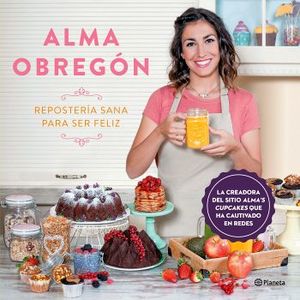 ALMA
OBREGÓN
REPOSTERÍA SANA
PARA SER FELIZ
LA CREADORA
DEL SITIO ALMA'S
CUPCAKES QUE
HA CAUTIVADO
EN REDES
Planeta